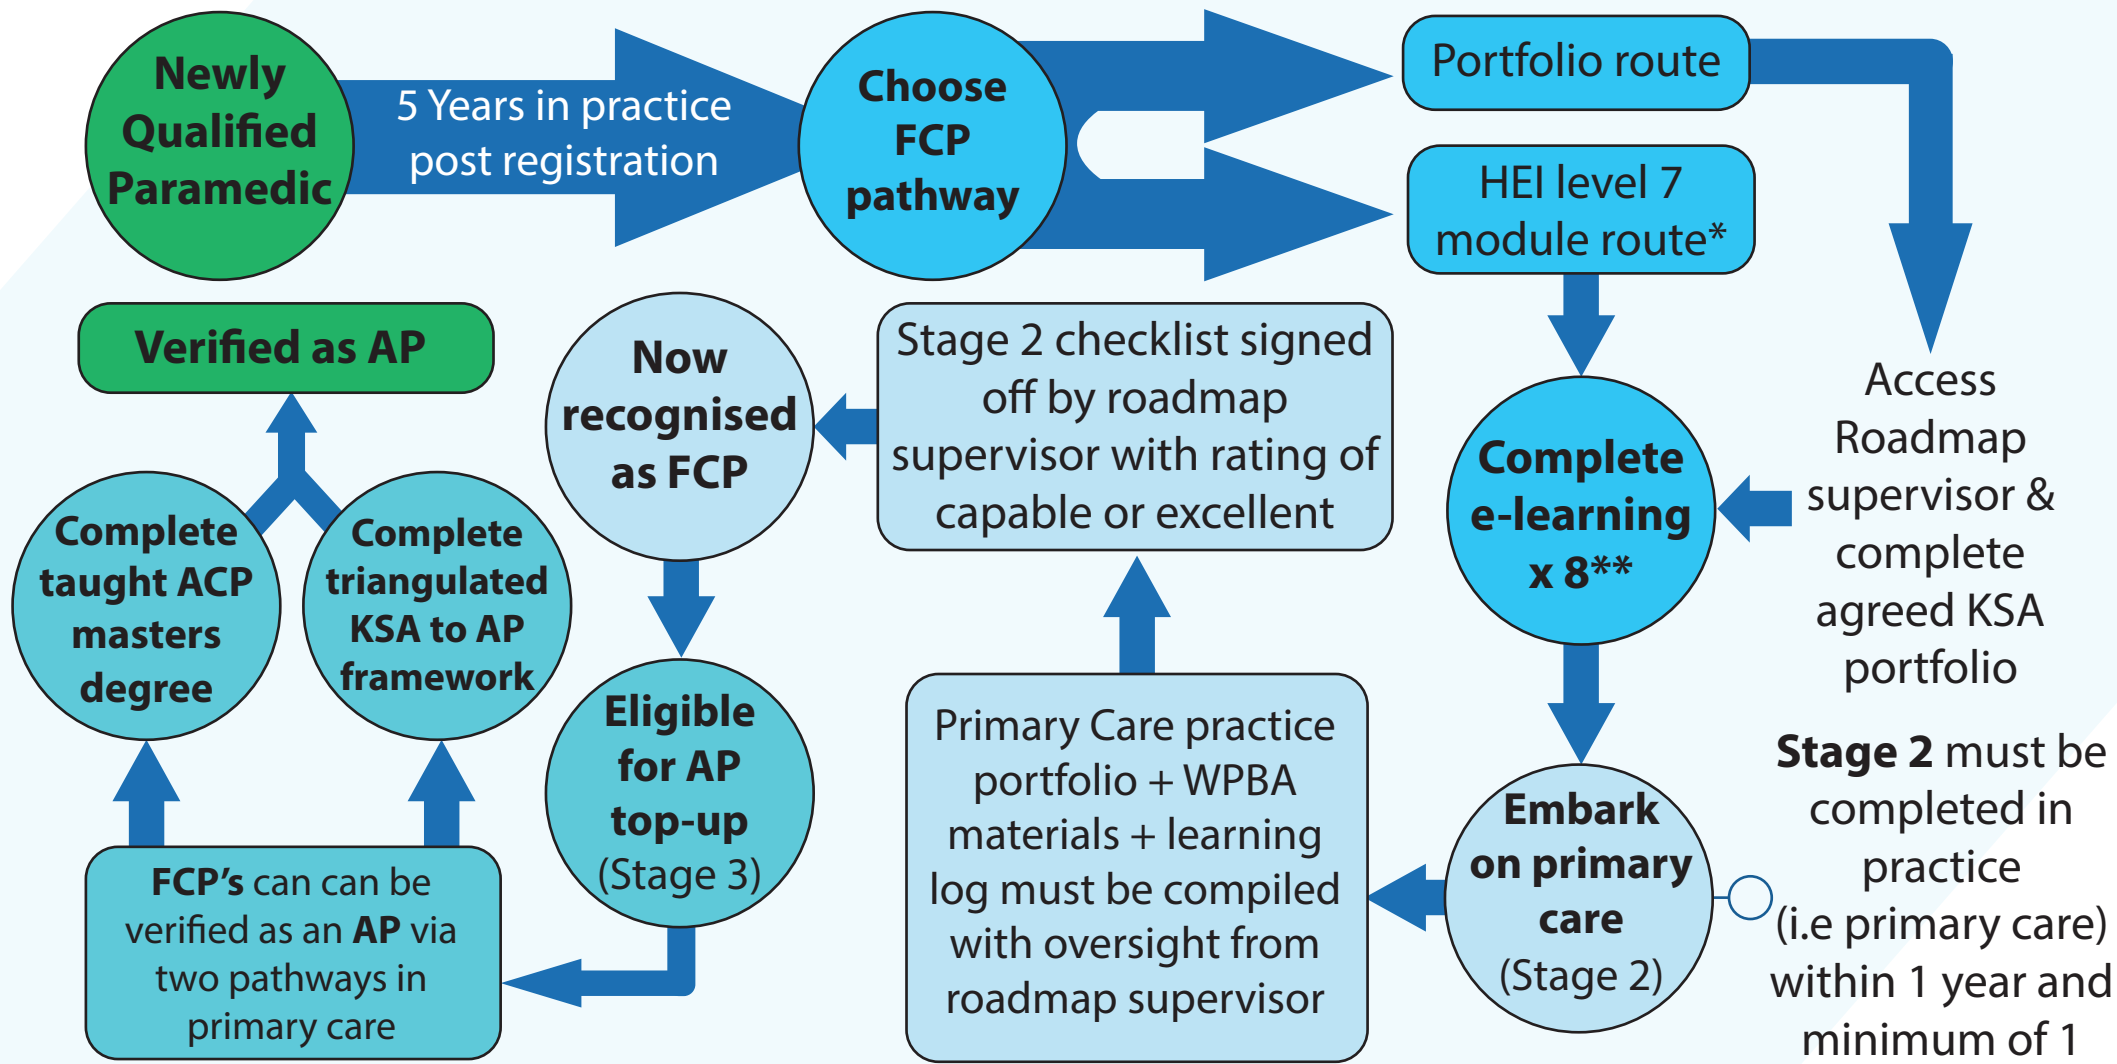 Newly
Qualified
Paramedic
5 Years in practice
post registration
Choose
FCP
pathway
Portfolio route
HEI level 7
module route*
Access
Roadmap
supervisor &
complete
agreed KSA
portfolio
Complete
e-learning
x 8**
Embark
on primary
care
(Stage 2)
Stage 2 must be
completed in
practice
(i.e primary care)
within 1 year and
minimum of 1
Primary Care practice
portfolio + WPBA
materials + learning
log must be compiled
with oversight from
roadmap supervisor
Stage 2 checklist signed
off by roadmap
supervisor with rating of
capable or excellent
Now
recognised
as FCP
Eligible
for AP
top-up
(Stage 3)
FCP's can can be
verified as an AP via
two pathways in
primary care
Complete
taught ACP
masters
degree
Complete
triangulated
KSA to AP
framework
Verified as AP